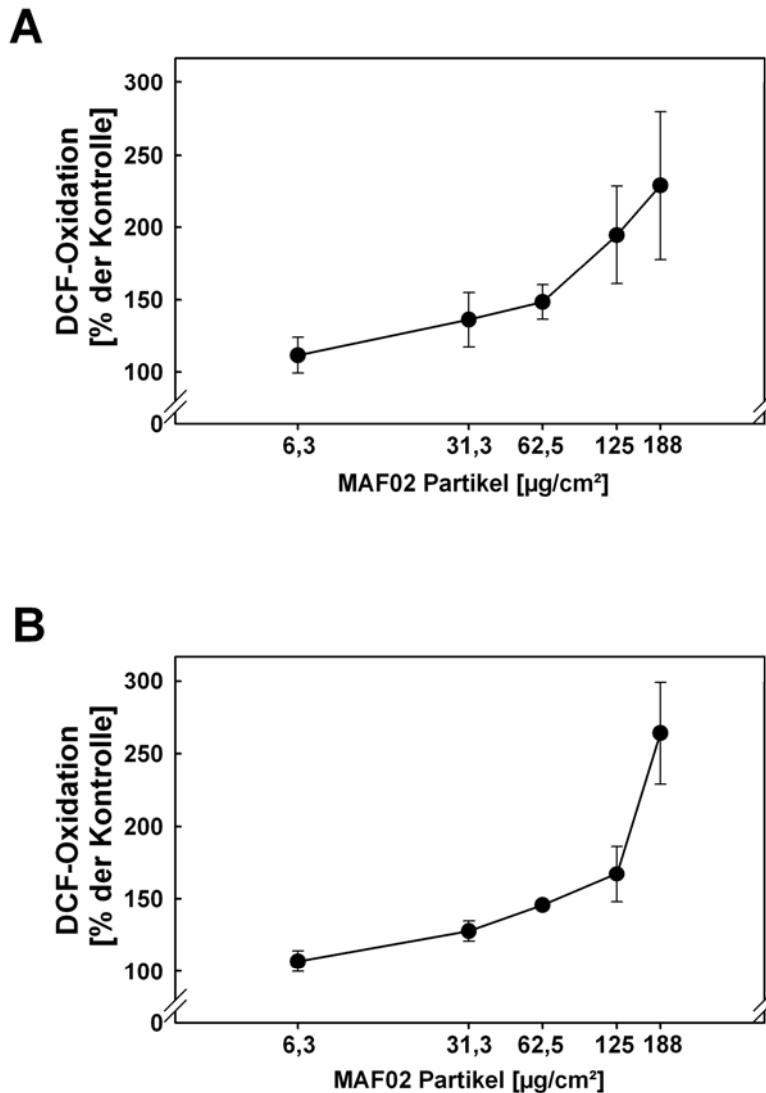 A
DCF-Oxidation
[% der Kontrolle]
300
250
200
150
100
0
6,3 31,3 62,5 125 188
MAF02 Partikel [µg/cm²]
B
DCF-Oxidation
[% der Kontrolle]
300
250
200
150
100
0
6,3 31,3 62,5 125 188
MAF02 Partikel [µg/cm²]